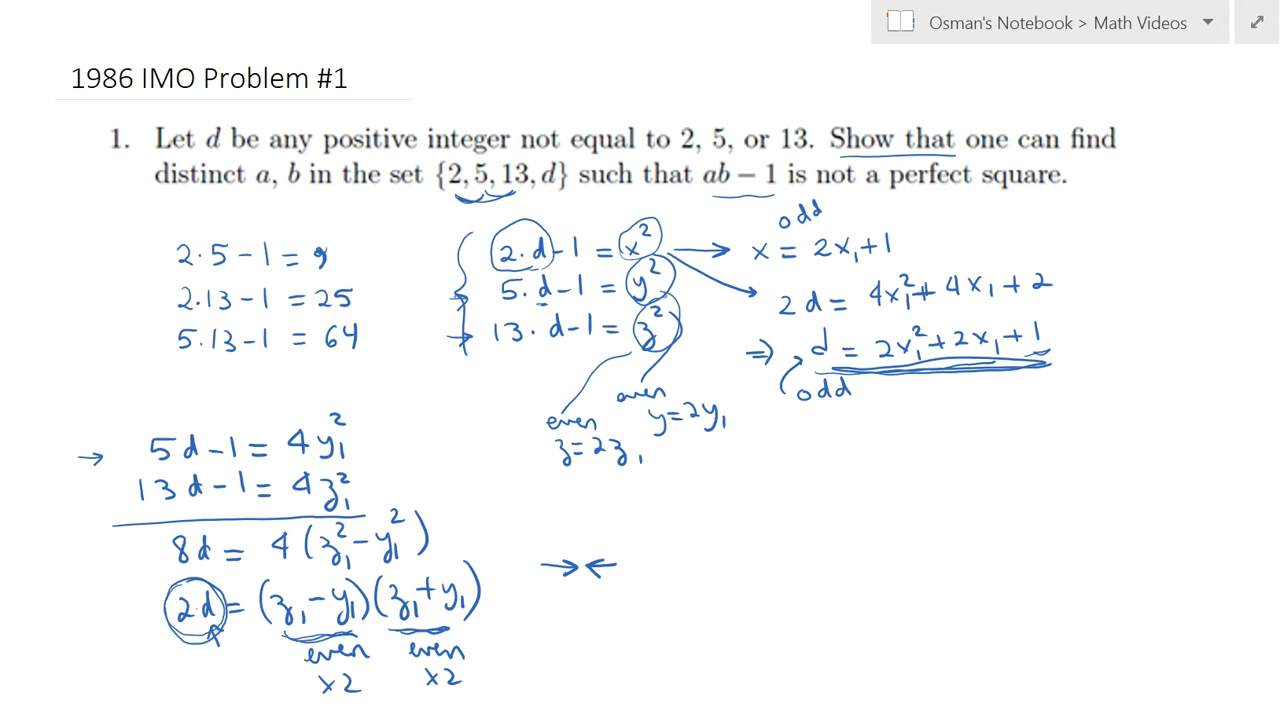 Osman's Notebook > Math Videos
1986 IMO Problem #1
1. Let d be any positive integer not equal to 2, 5, or 13. Show that one can find
distinct a, b in the set {2, 5, 13, d} such that ab − 1 is not a perfect square.
2·5 − 1 = 9
2·13 − 1 = 25
5·13 − 1 = 64
2·d − 1 = x²
5·d − 1 = y²
13·d − 1 = z²
odd
x = 2x₁ + 1
2d = 4x₁² + 4x₁ + 2
⇒ d = 2x₁² + 2x₁ + 1
odd
even
y = 2y₁
even
z = 2z₁
→ 5d − 1 = 4y₁²
13d − 1 = 4z₁²
8d = 4(z₁² − y₁²)
2·d = (z₁ − y₁)(z₁ + y₁)
even even
×2 ×2
→←